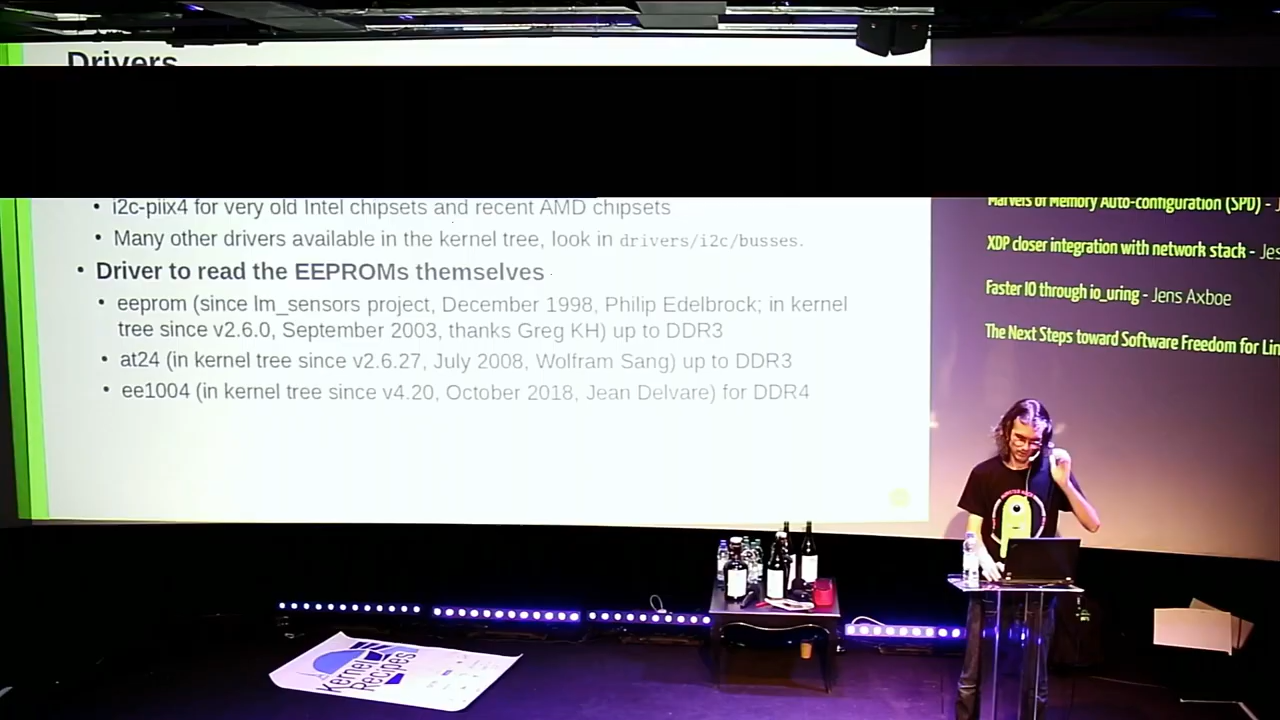 Drivers
i2c-piix4 for very old Intel chipsets and recent AMD chipsets
Many other drivers available in the kernel tree, look in drivers/i2c/busses.
Driver to read the EEPROMs themselves
eeprom (since lm_sensors project, December 1998, Philip Edelbrock; in kernel
tree since v2.6.0, September 2003, thanks Greg KH) up to DDR3
at24 (in kernel tree since v2.6.27, July 2008, Wolfram Sang) up to DDR3
ee1004 (in kernel tree since v4.20, October 2018, Jean Delvare) for DDR4
Marvels of Memory Auto-configuration (SPD) - J
XDP closer integration with network stack - Jes
Faster IO through io_uring - Jens Axboe
The Next Steps toward Software Freedom for Lin
Kernel
Recipes